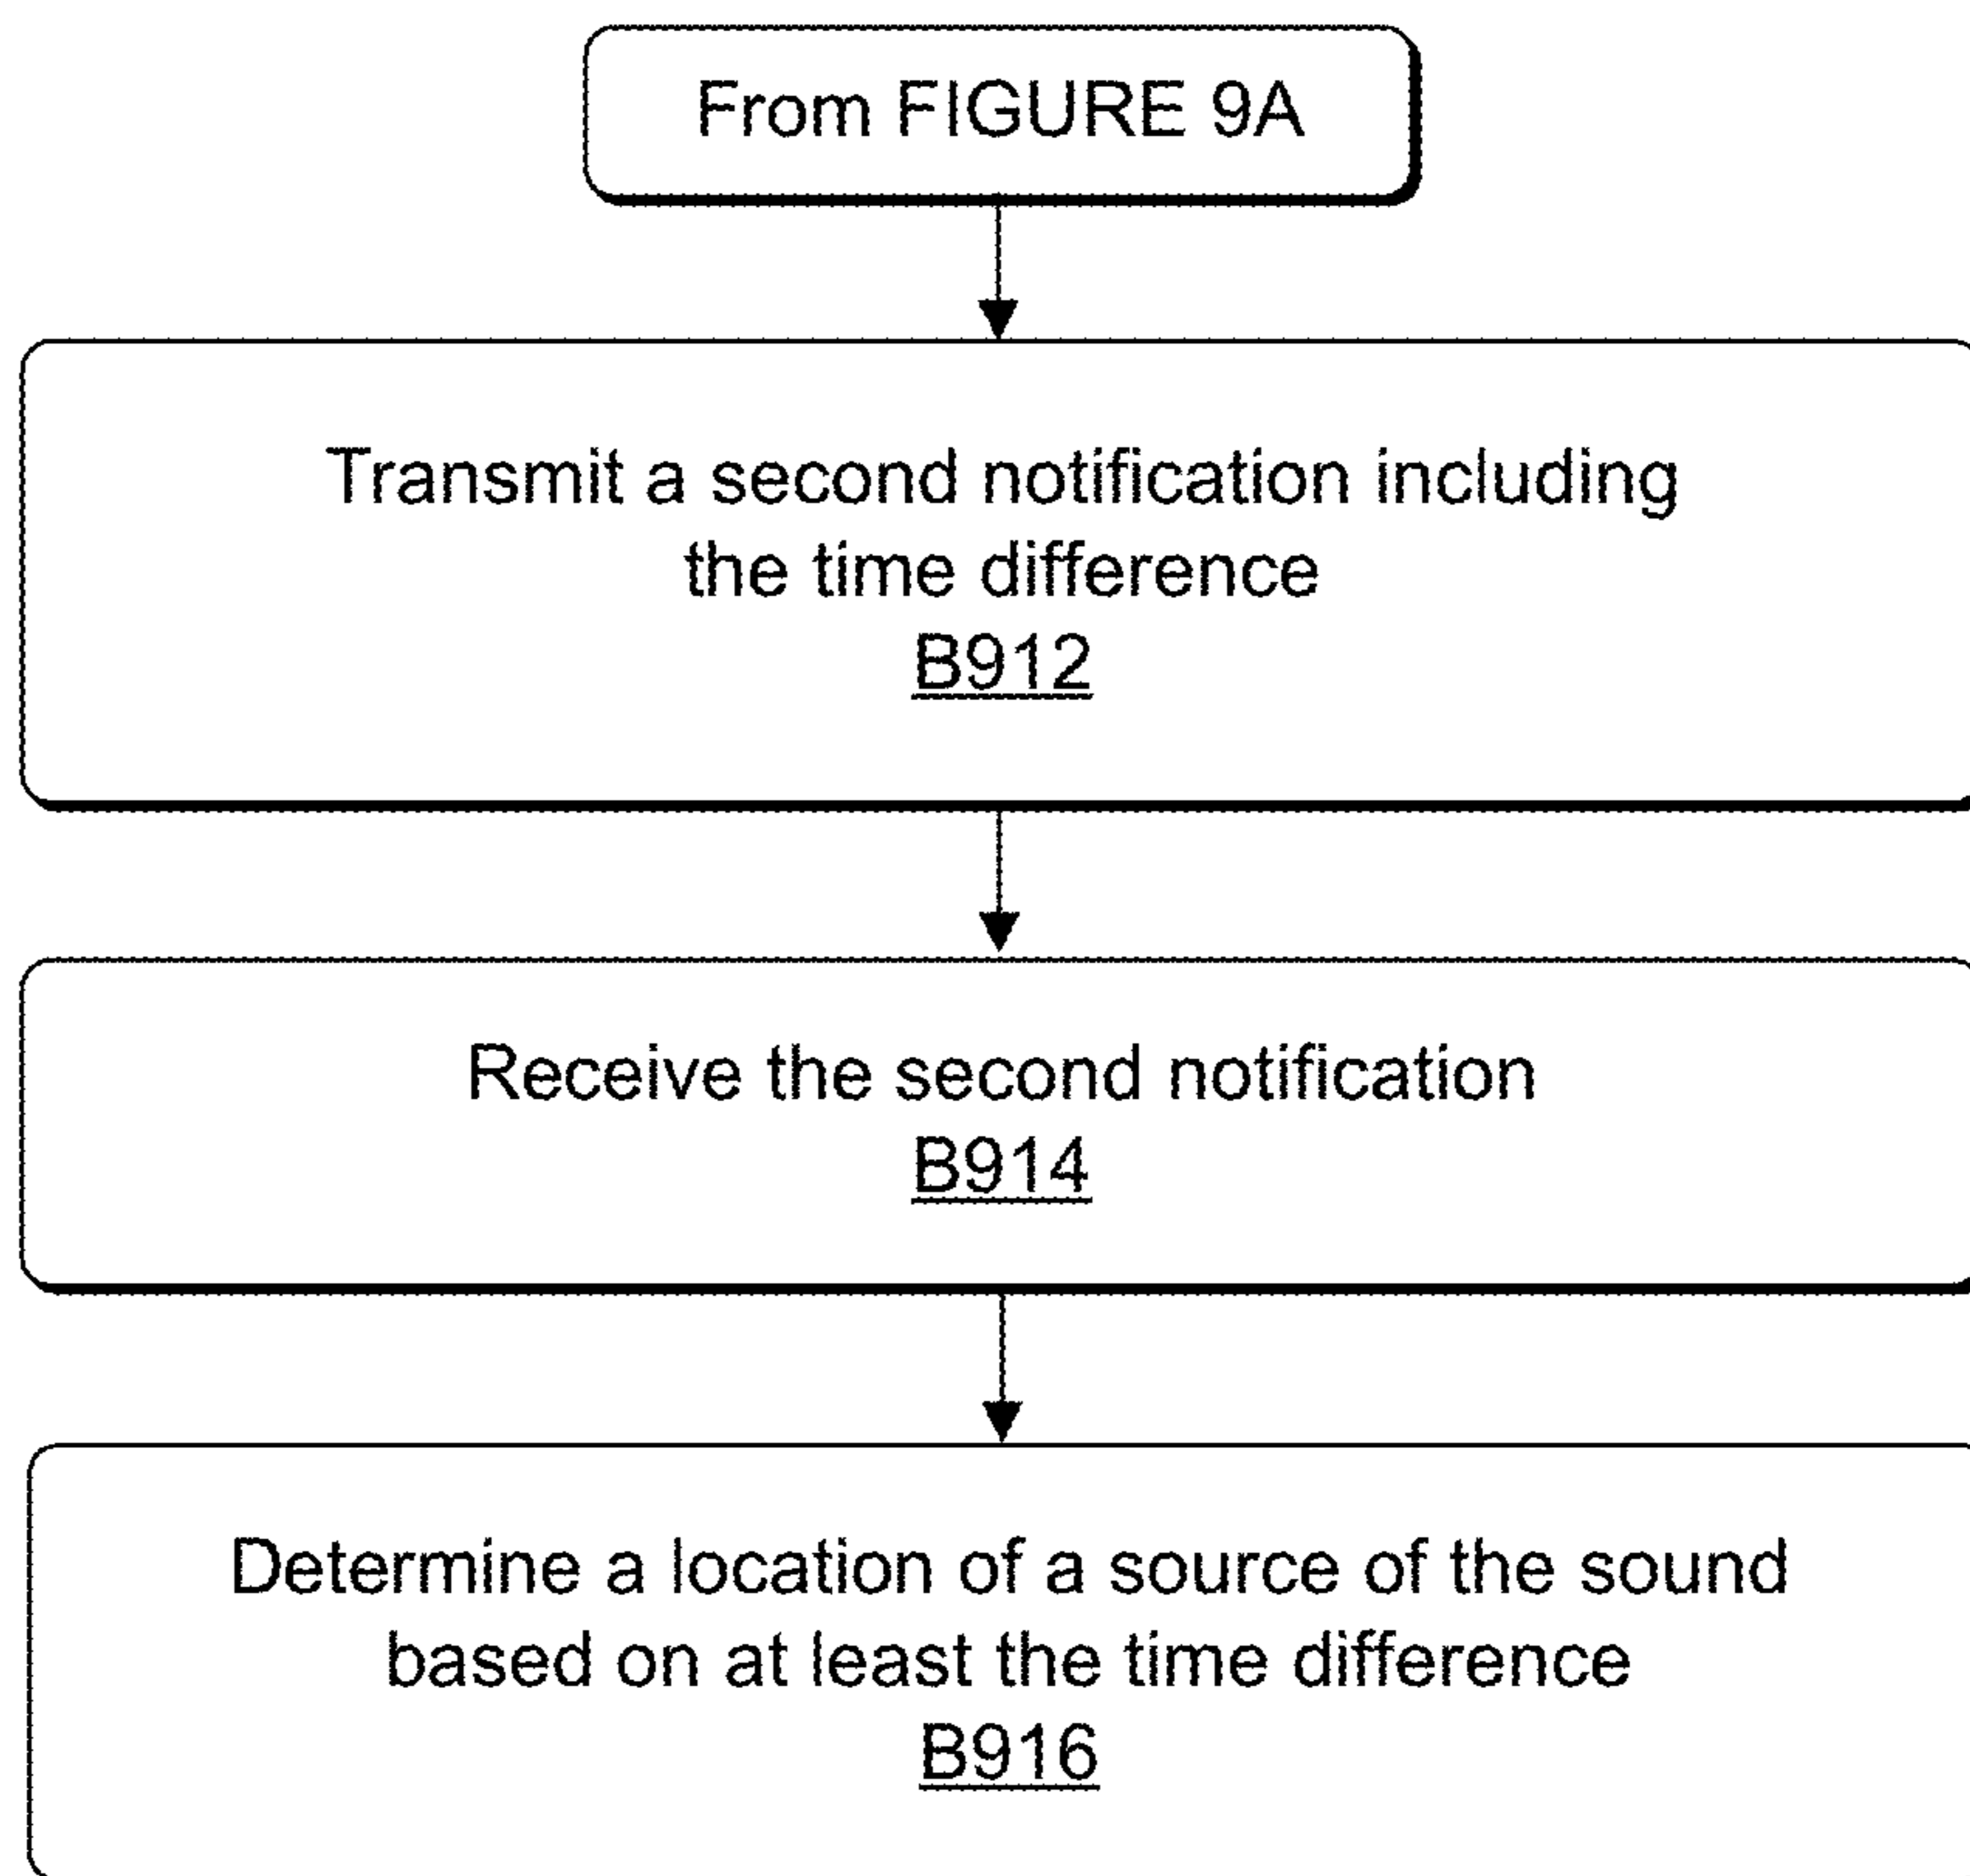 From FIGURE 9A
Transmit a second notification including
the time difference
B912
Receive the second notification
B914
Determine a location of a source of the sound
based on at least the time difference
B916